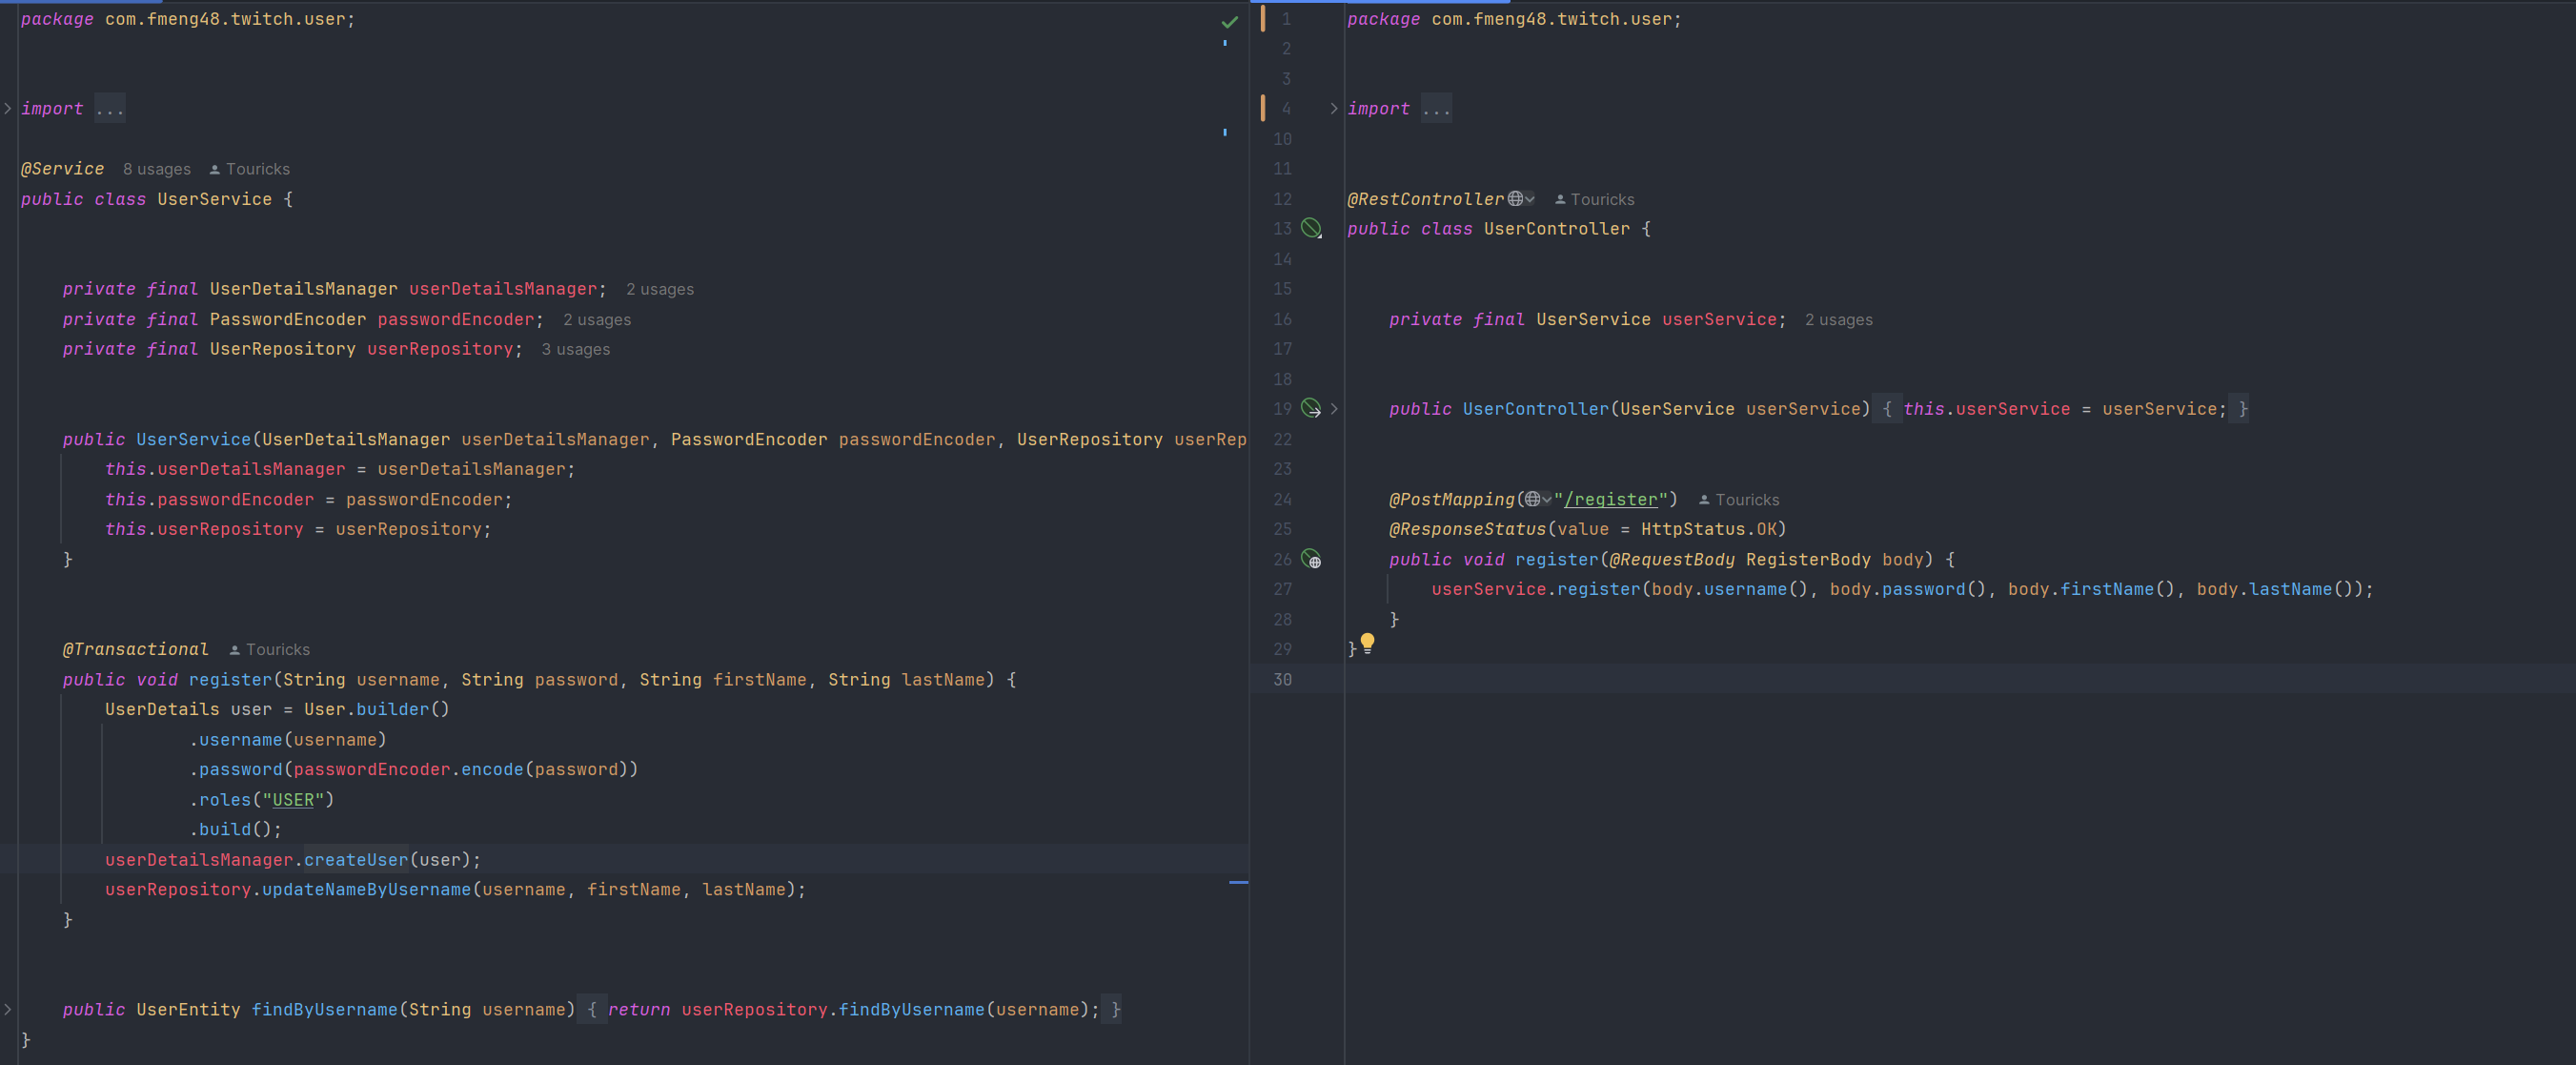 package com.fmeng48.twitch.user;
import ...
@Service 8 usages Touricks
public class UserService {
private final UserDetailsManager userDetailsManager; 2 usages
private final PasswordEncoder passwordEncoder; 2 usages
private final UserRepository userRepository; 3 usages
public UserService(UserDetailsManager userDetailsManager, PasswordEncoder passwordEncoder, UserRepository userRep
this.userDetailsManager = userDetailsManager;
this.passwordEncoder = passwordEncoder;
this.userRepository = userRepository;
}
@Transactional Touricks
public void register(String username, String password, String firstName, String lastName) {
UserDetails user = User.builder()
.username(username)
.password(passwordEncoder.encode(password))
.roles("USER")
.build();
userDetailsManager.createUser(user);
userRepository.updateNameByUsername(username, firstName, lastName);
}
public UserEntity findByUsername(String username) { return userRepository.findByUsername(username); }
}
1 package com.fmeng48.twitch.user;
2
3
4 import ...
10
11
12 @RestController Touricks
13 public class UserController {
14
15
16 private final UserService userService; 2 usages
17
18
19 public UserController(UserService userService) { this.userService = userService; }
22
23
24 @PostMapping("/register") Touricks
25 @ResponseStatus(value = HttpStatus.OK)
26 public void register(@RequestBody RegisterBody body) {
27 userService.register(body.username(), body.password(), body.firstName(), body.lastName());
28 }
29 }
30